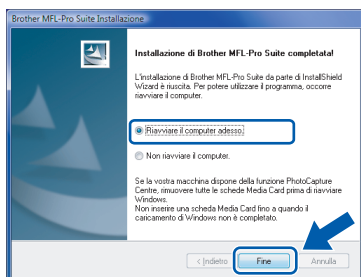 Brother MFL-Pro Suite Installazione
Installazione di Brother MFL-Pro Suite completata!
L'installazione di Brother MFL-Pro Suite da parte di InstallShield
Wizard è riuscita. Per potere utilizzare il programma, occorre
riavviare il computer.
Riavviare il computer adesso.
Non riavviare il computer.
Se la vostra macchina dispone della funzione PhotoCapture
Centre, rimuovere tutte le schede Media Card prima di riavviare
Windows.
Non inserire una scheda Media Card fino a quando il
caricamento di Windows non è completato.
< Indietro
Fine
Annulla